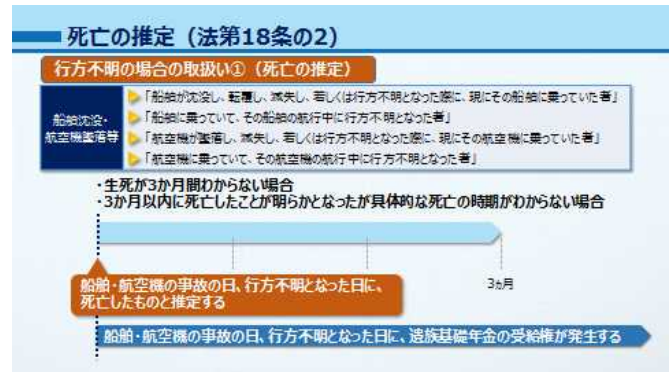 死亡の推定（法第18条の2）
行方不明の場合の取扱い①（死亡の推定）
船舶沈没・
航空機墜落等
「船舶が沈没し、転覆し、滅失し、若しくは行方不明となった際に、現にその船舶に乗っていた者」
「船舶に乗っていて、その船舶の航行中に行方不明となった者」
「航空機が墜落し、滅失し、若しくは行方不明となった際に、現にその航空機に乗っていた者」
「航空機に乗っていて、その航空機の航行中に行方不明となった者」
・生死が3か月間わからない場合
・3か月以内に死亡したことが明らかとなったが具体的な死亡の時期がわからない場合
3ヵ月
船舶・航空機の事故の日、行方不明となった日に、
死亡したものと推定する
船舶・航空機の事故の日、行方不明となった日に、遺族基礎年金の受給権が発生する